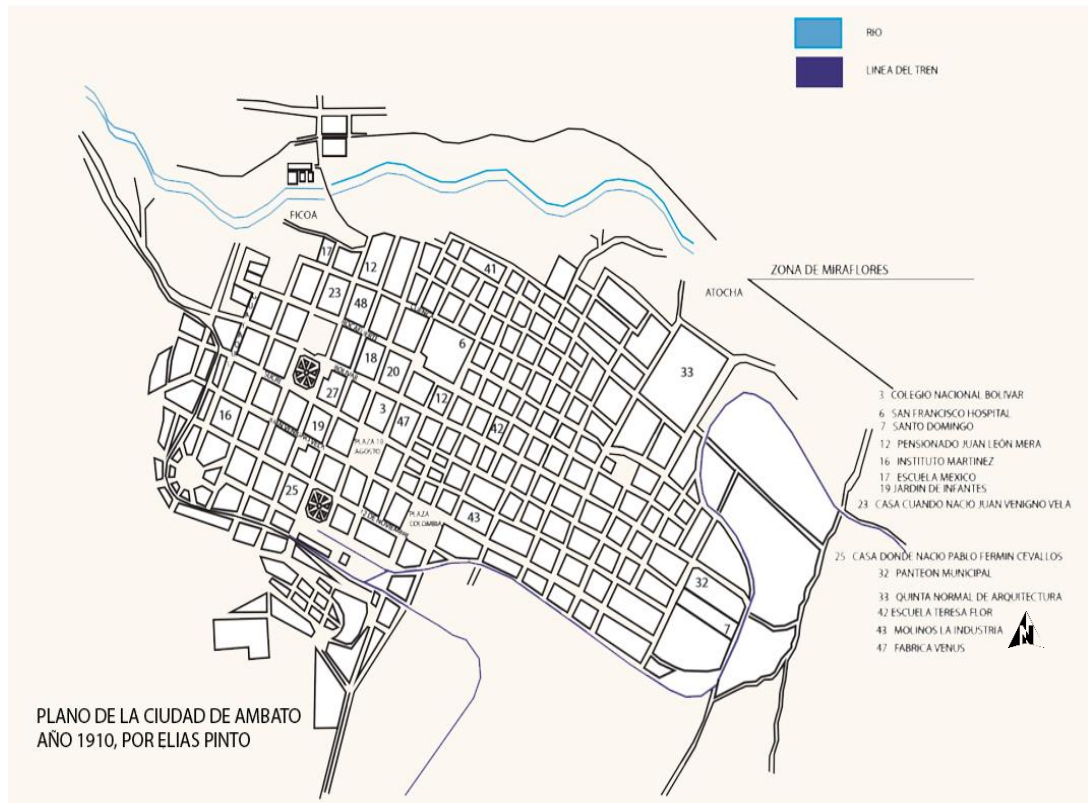 RIO
LINEA DEL TREN
FICOA
ZONA DE MIRAFLORES
ATOCHA
17
12
41
23
48
6
18
20
33
BOLIVAR
SUCRE
27
12
3
47
42
16
19
PLAZA 10
AGOSTO
25
12 DE NOVIEMBRE
PLAZA
COLOMBIA
43
32
7
3 COLEGIO NACIONAL BOLIVAR
6 SAN FRANCISCO HOSPITAL
7 SANTO DOMINGO
12 PENSIONADO JUAN LEÓN MERA
16 INSTITUTO MARTINEZ
17 ESCUELA MEXICO
19 JARDIN DE INFANTES
23 CASA CUANDO NACIO JUAN VENIGNO VELA
25 CASA DONDE NACIO PABLO FERMIN CEVALLOS
32 PANTEON MUNICIPAL
33 QUINTA NORMAL DE ARQUITECTURA
42 ESCUELA TERESA FLOR
43 MOLINOS LA INDUSTRIA
47 FABRICA VENUS
N
PLANO DE LA CIUDAD DE AMBATO
AÑO 1910, POR ELIAS PINTO